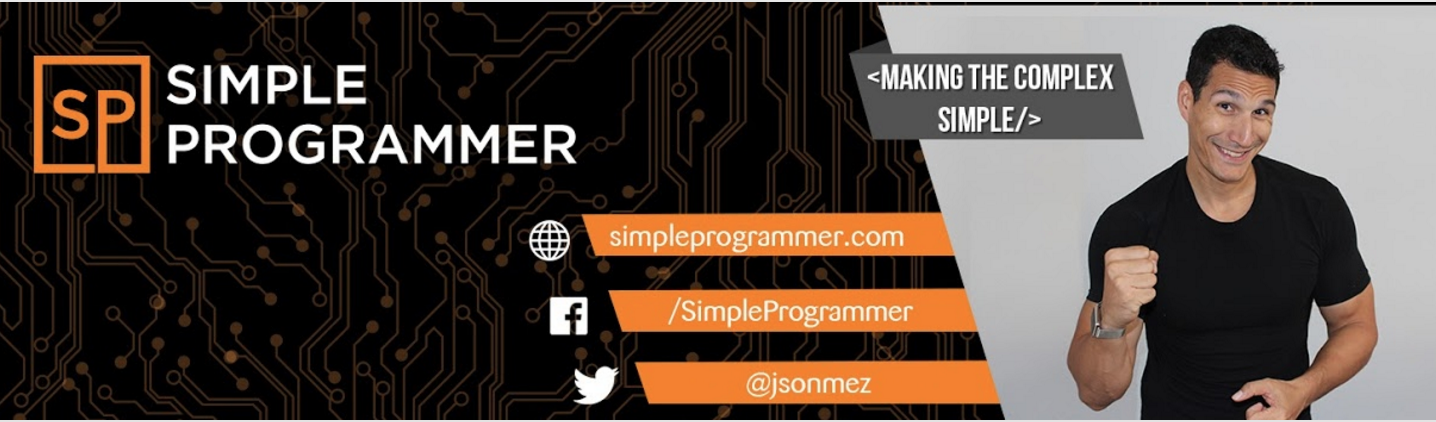 SP
SIMPLE
PROGRAMMER
<MAKING THE COMPLEX
SIMPLE/>
simpleprogrammer.com
/SimpleProgrammer
@jsonmez